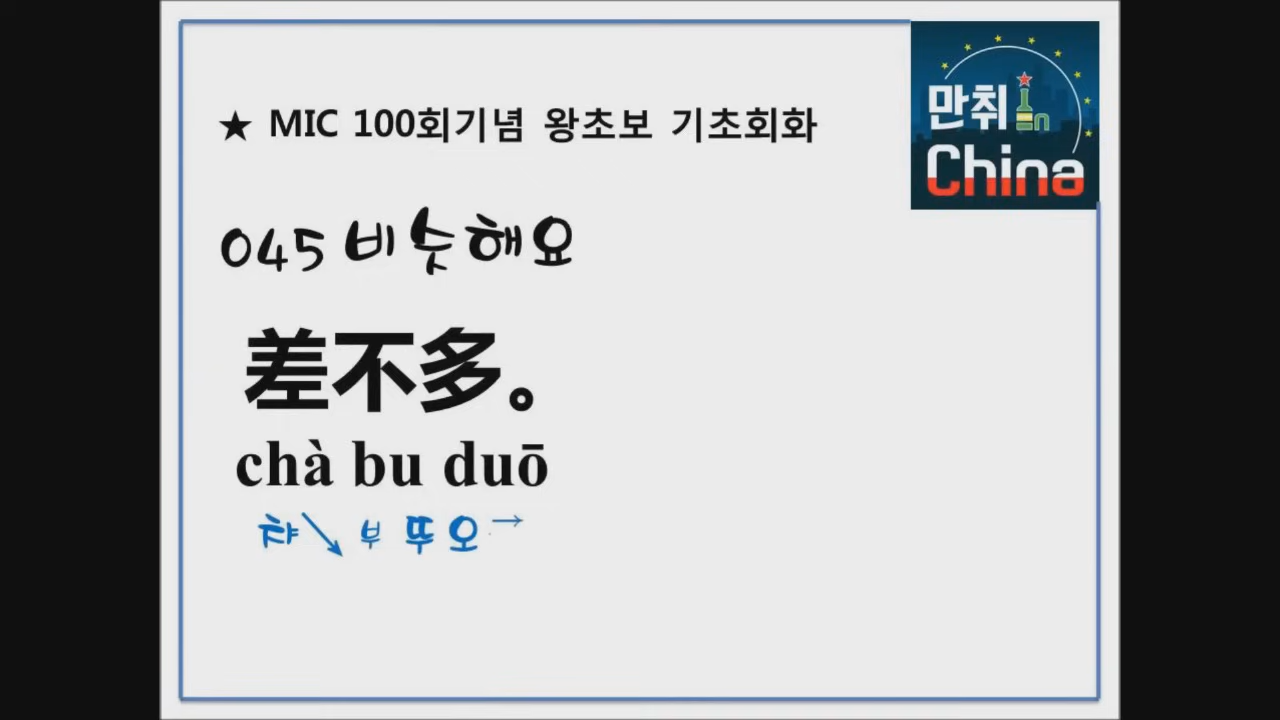 ★ MIC 100회기념 왕초보 기초회화
만취 in
China
045 비슷해요
差不多。
chà bu duō
챠↘ 부 뚜오→